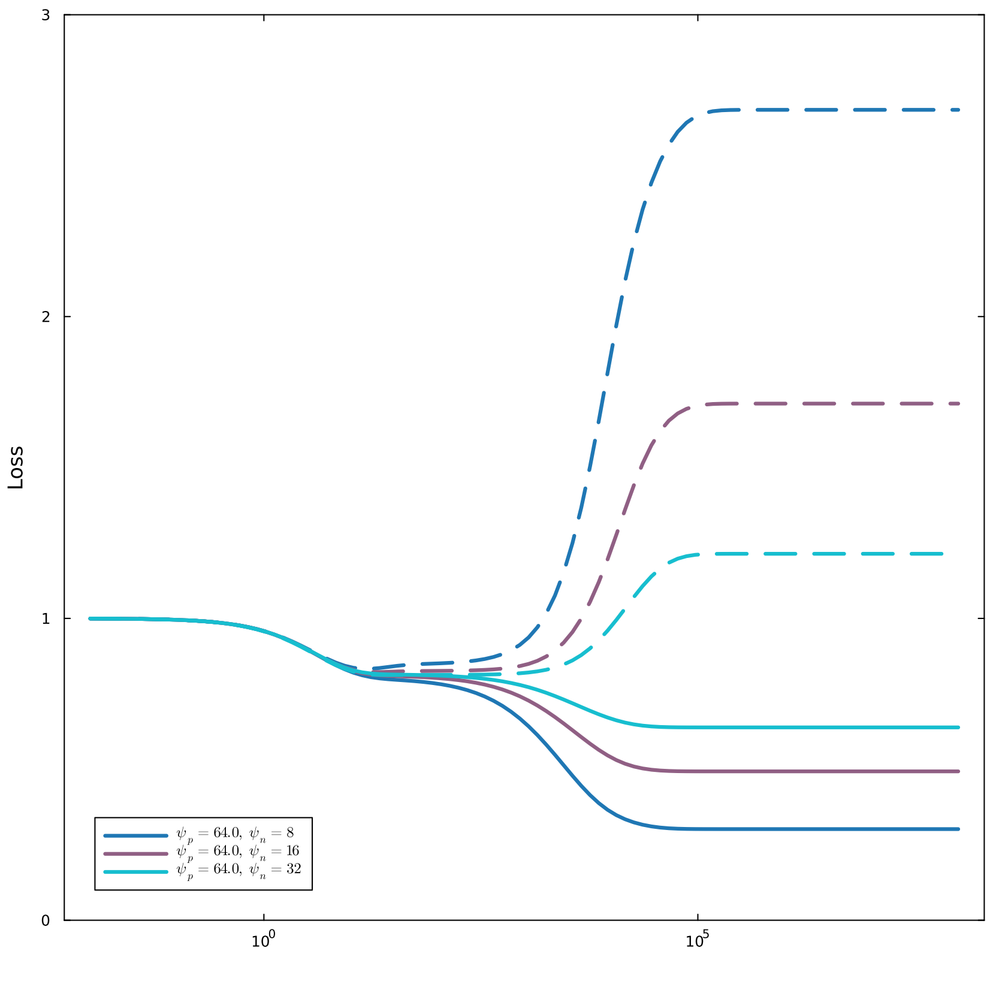 3
2
Loss
1
ψ_p = 64.0, ψ_n = 8
ψ_p = 64.0, ψ_n = 16
ψ_p = 64.0, ψ_n = 32
0
10^0 10^5